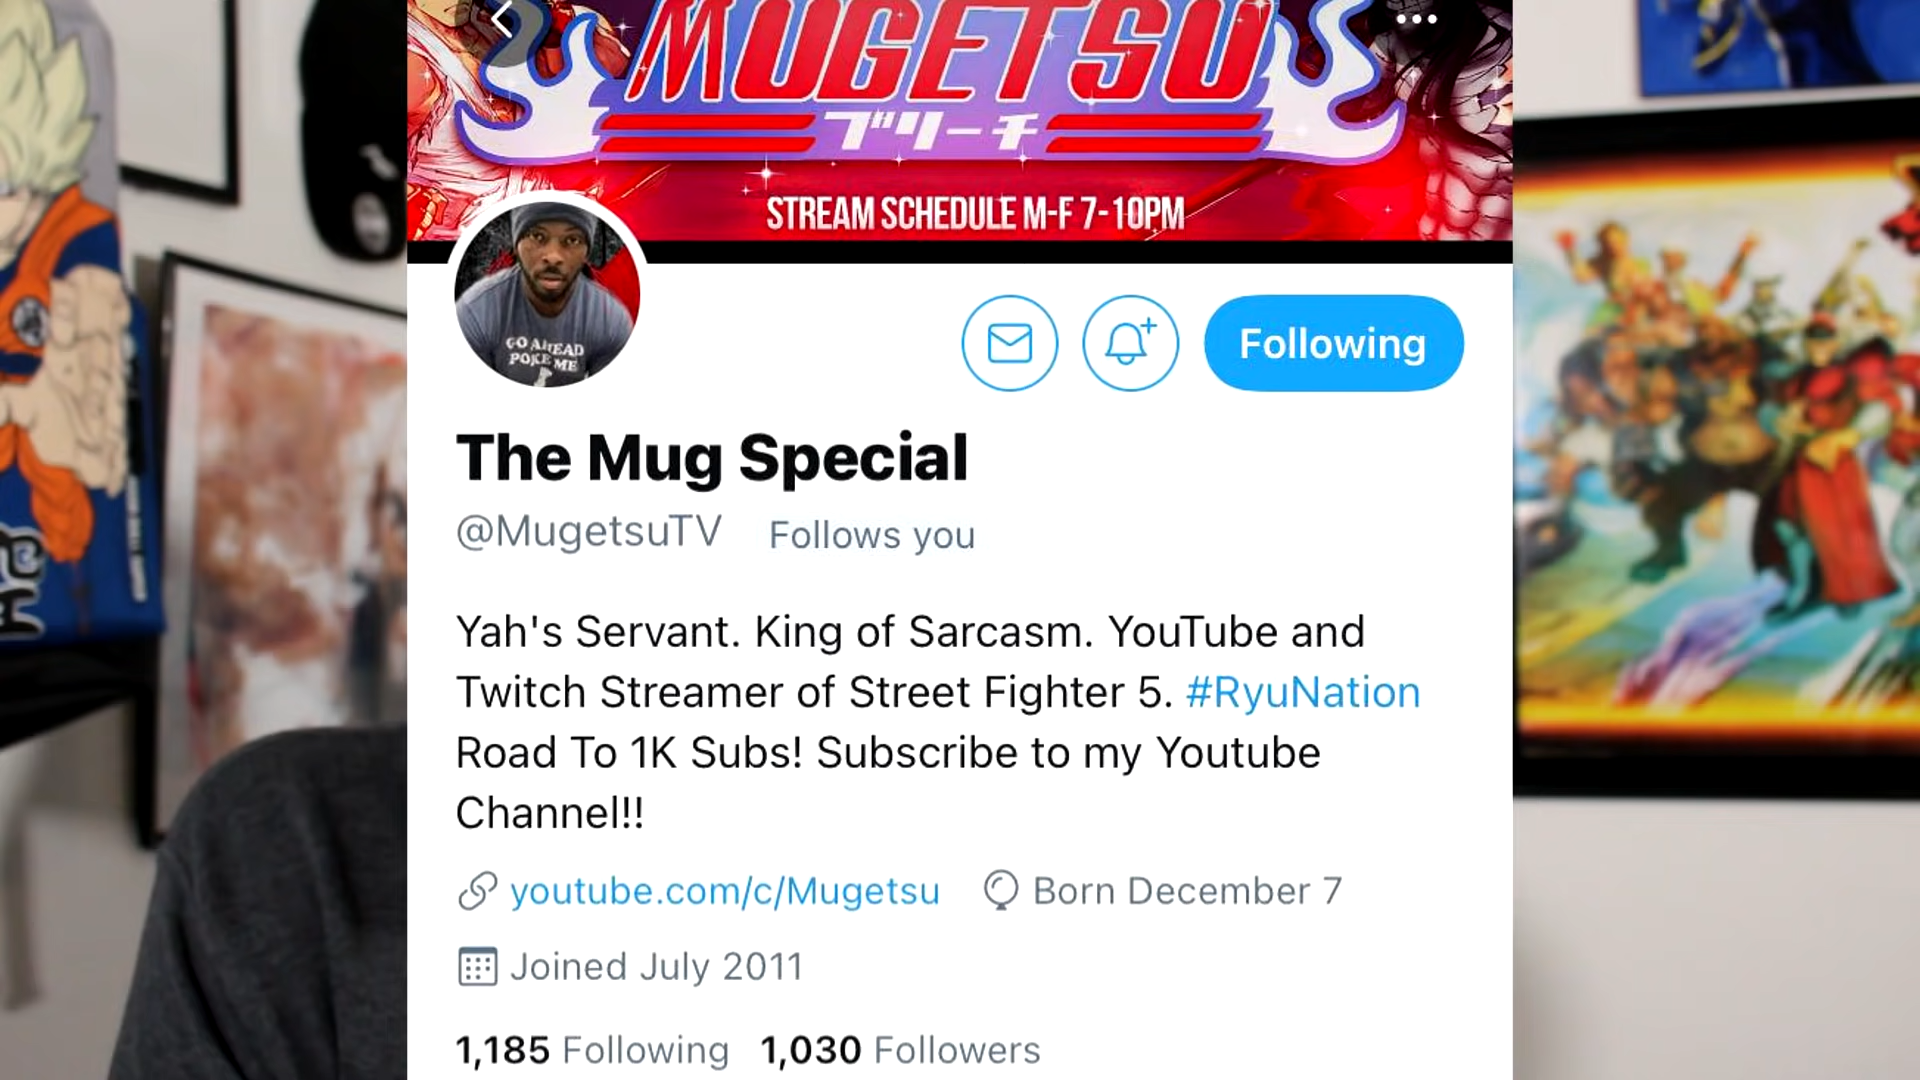 MUGETSU
ブリーチ
STREAM SCHEDULE M-F 7-10PM
GO AHEAD
POKE ME
Following
The Mug Special
@MugetsuTV Follows you
Yah's Servant. King of Sarcasm. YouTube and
Twitch Streamer of Street Fighter 5. #RyuNation
Road To 1K Subs! Subscribe to my Youtube
Channel!!
youtube.com/c/Mugetsu Born December 7
Joined July 2011
1,185 Following 1,030 Followers